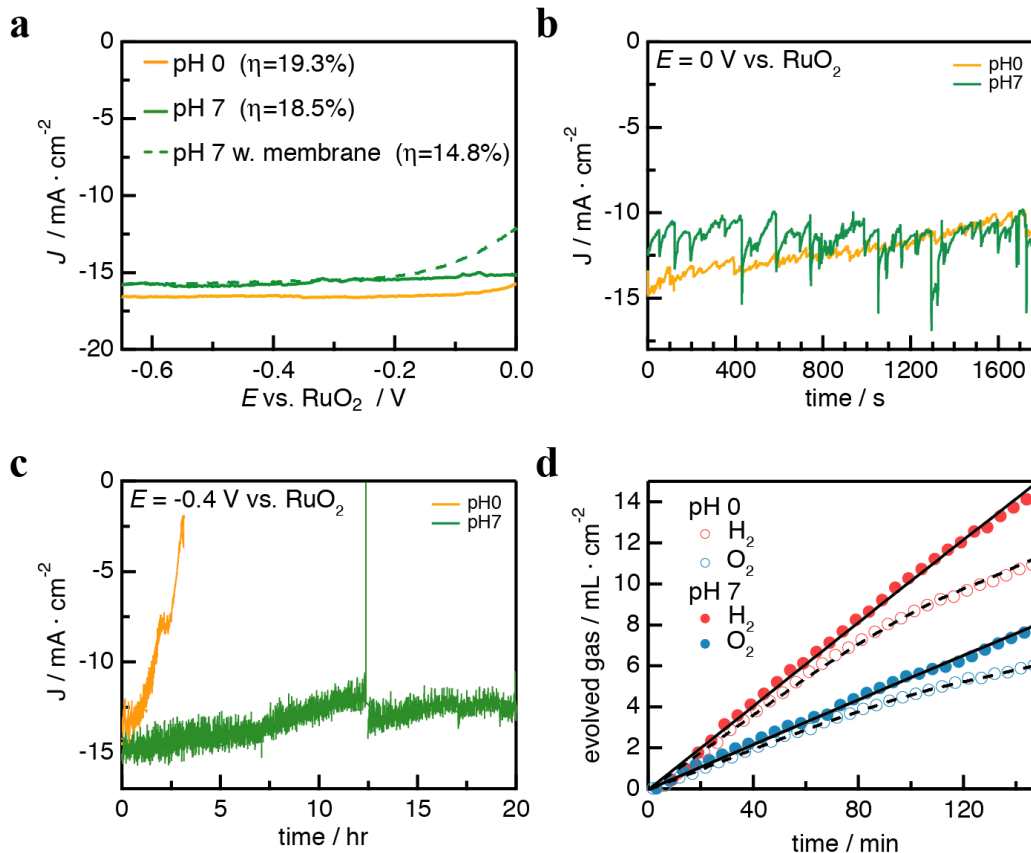 a
0
-5
-10
-15
-20
J / mA · cm-2
pH 0 (η=19.3%)
pH 7 (η=18.5%)
pH 7 w. membrane (η=14.8%)
-0.6
-0.4
-0.2
0.0
E vs. RuO2 / V
b
0
-5
-10
-15
J / mA · cm-2
E = 0 V vs. RuO2
pH0
pH7
0
400
800
1200
1600
time / s
c
0
-5
-10
-15
J / mA · cm-2
E = -0.4 V vs. RuO2
pH0
pH7
0
5
10
15
20
time / hr
d
14
12
10
8
6
4
2
0
evolved gas / mL · cm-2
pH 0
H2
O2
pH 7
H2
O2
0
40
80
120
time / min